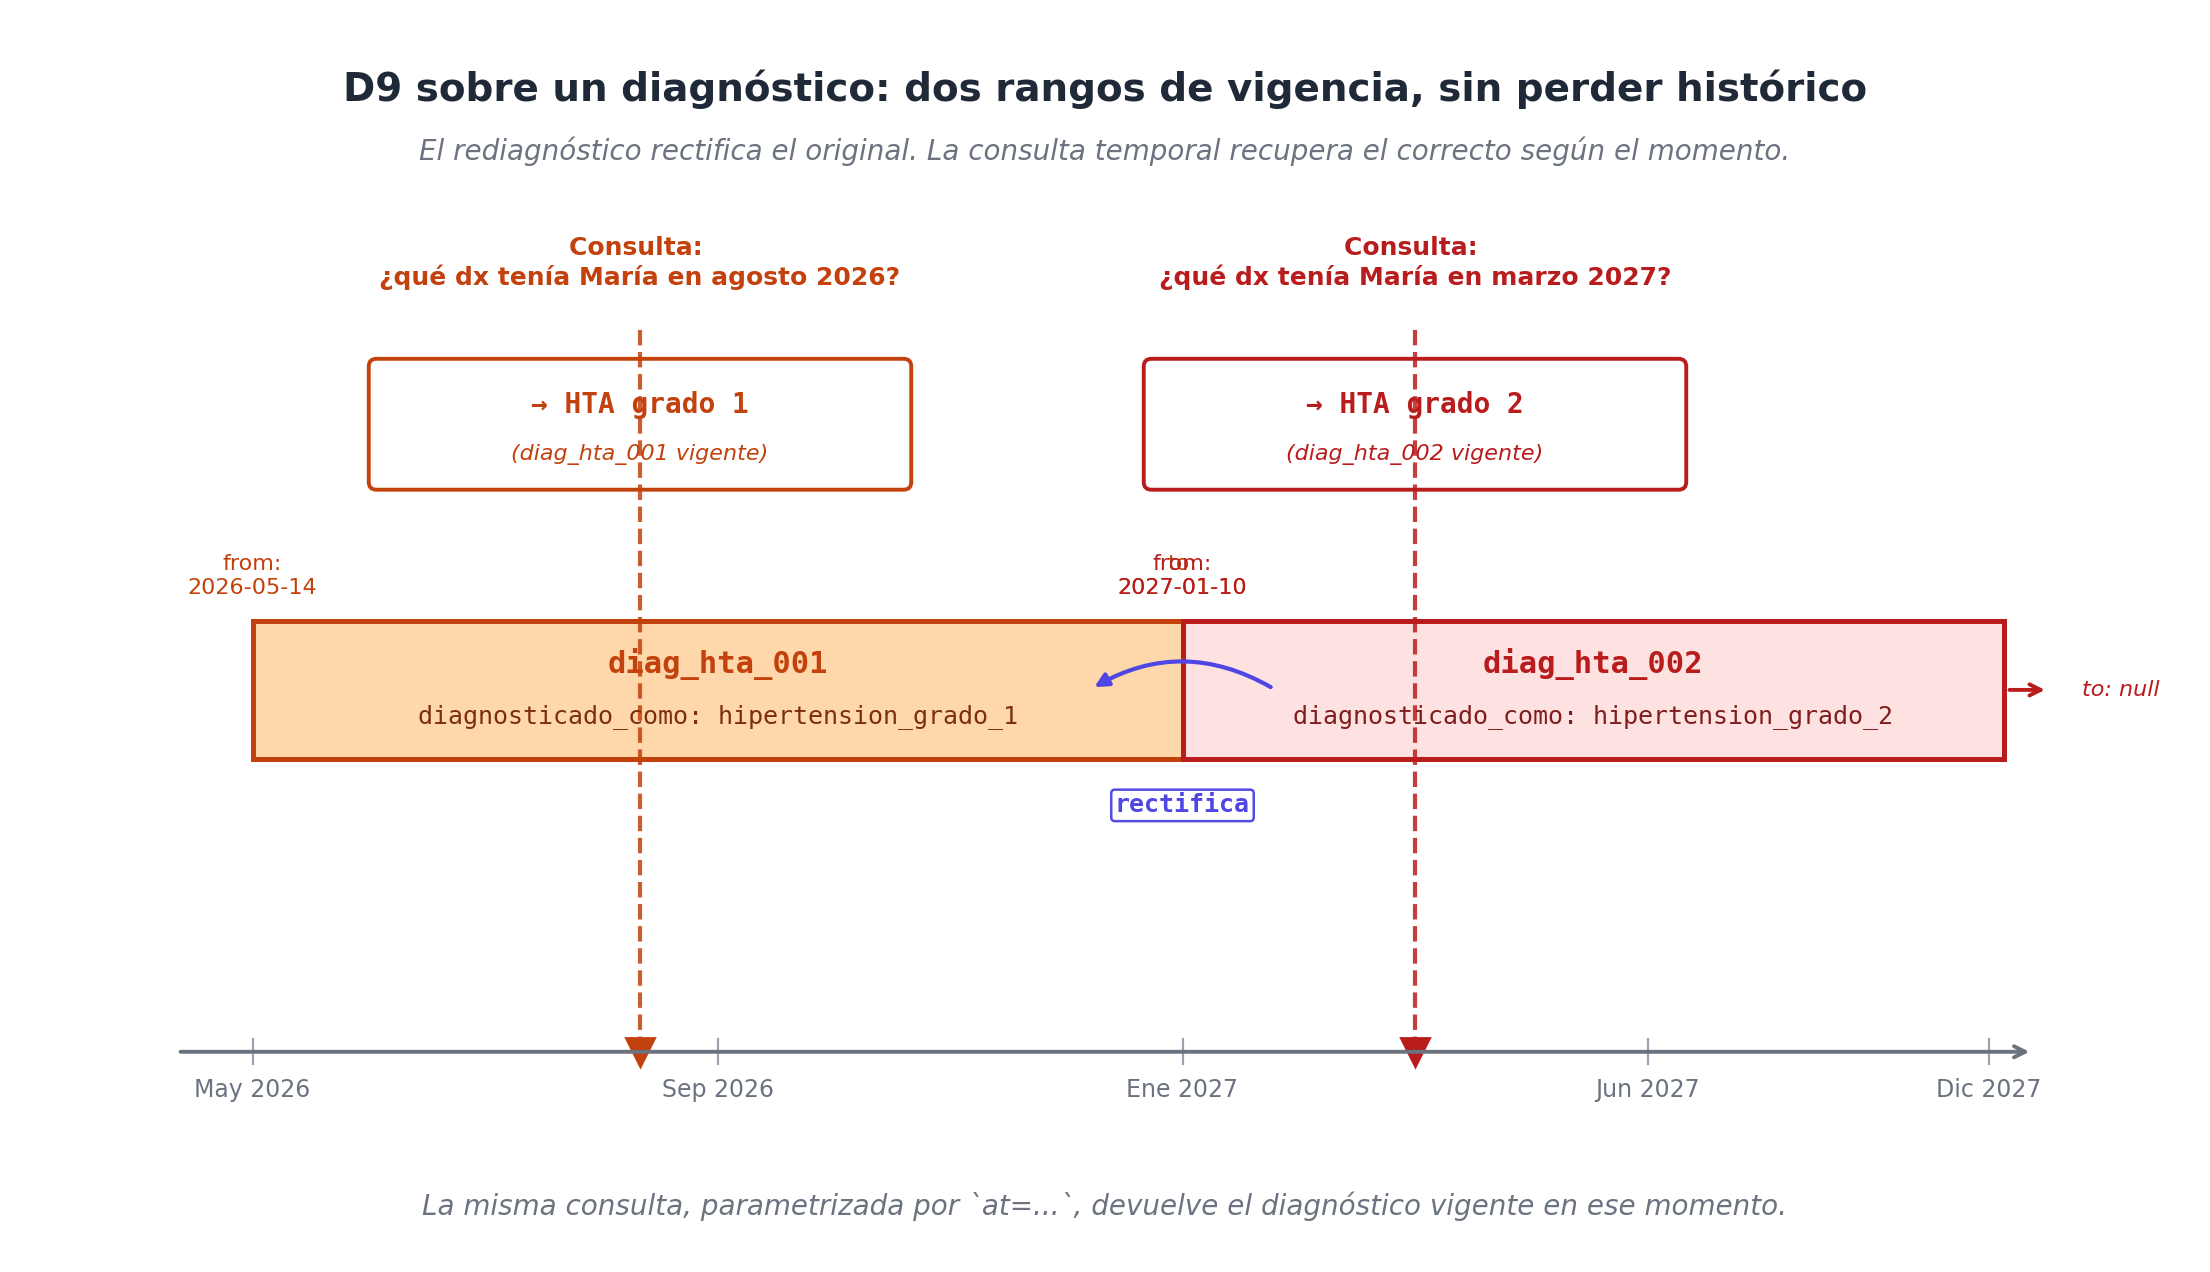 D9 sobre un diagnóstico: dos rangos de vigencia, sin perder histórico
El rediagnóstico rectifica el original. La consulta temporal recupera el correcto según el momento.
Consulta:
¿qué dx tenía María en agosto 2026?
Consulta:
¿qué dx tenía María en marzo 2027?
→ HTA grado 1
(diag_hta_001 vigente)
→ HTA grado 2
(diag_hta_002 vigente)
from:
2026-05-14
to:
from:
2027-01-10
diag_hta_001
diagnosticado_como: hipertension_grado_1
diag_hta_002
diagnosticado_como: hipertension_grado_2
to: null
rectifica
May 2026
Sep 2026
Ene 2027
Jun 2027
Dic 2027
La misma consulta, parametrizada por `at=...`, devuelve el diagnóstico vigente en ese momento.